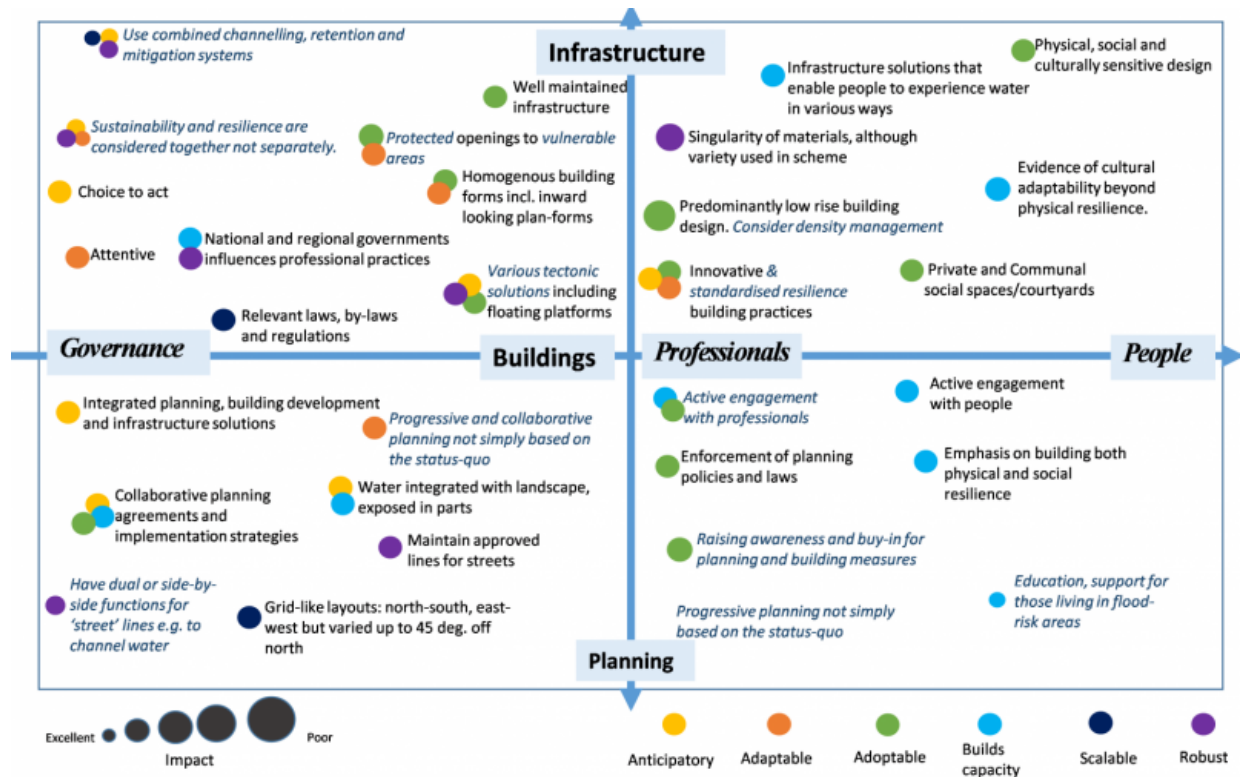 Use combined channelling, retention and
mitigation systems
Infrastructure
Physical, social and
culturally sensitive design
Infrastructure solutions that
enable people to experience water
in various ways
Well maintained
infrastructure
Sustainability and resilience are
considered together not separately.
Protected openings to vulnerable
areas
Singularity of materials, although
variety used in scheme
Choice to act
Homogenous building
forms incl. inward
looking plan-forms
Evidence of cultural
adaptability beyond
physical resilience.
Predominantly low rise building
design. Consider density management
Attentive
National and regional governments
influences professional practices
Various tectonic
solutions including
floating platforms
Innovative &
standardised resilience
building practices
Private and Communal
social spaces/courtyards
Relevant laws, by-laws
and regulations
Governance
Buildings
Professionals
People
Integrated planning, building development
and infrastructure solutions
Progressive and collaborative
planning not simply based on
the status-quo
Active engagement
with professionals
Active engagement
with people
Enforcement of planning
policies and laws
Emphasis on building both
physical and social
resilience
Collaborative planning
agreements and
implementation strategies
Water integrated with landscape,
exposed in parts
Maintain approved
lines for streets
Raising awareness and buy-in for
planning and building measures
Have dual or side-by-
side functions for
‘street’ lines e.g. to
channel water
Grid-like layouts: north-south, east-
west but varied up to 45 deg. off
north
Progressive planning not simply
based on the status-quo
Education, support for
those living in flood-
risk areas
Planning
Excellent
Poor
Impact
Anticipatory
Adaptable
Adoptable
Builds
capacity
Scalable
Robust